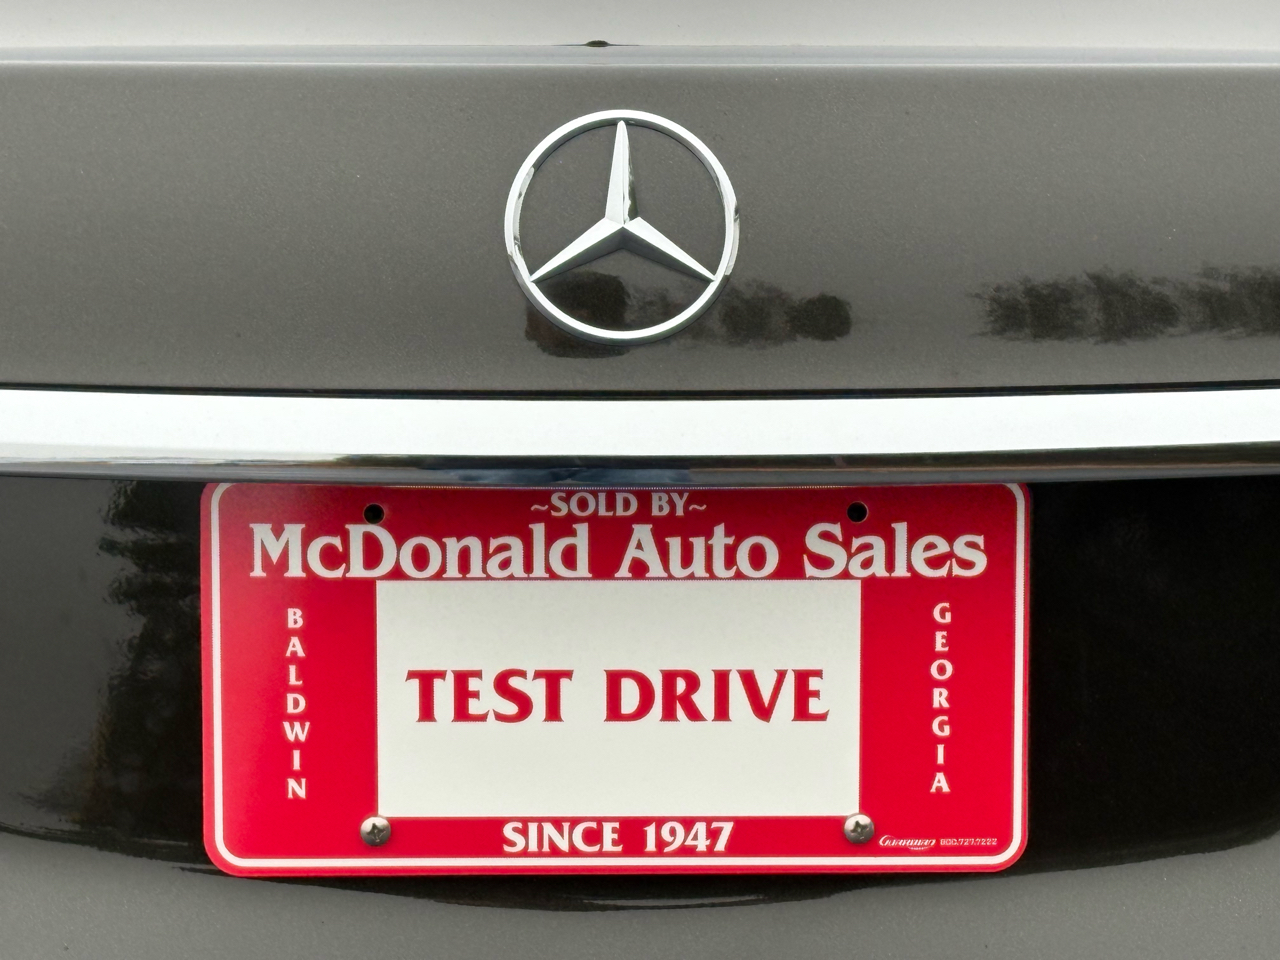 ~SOLD BY~
McDonald Auto Sales
BALDWIN
TEST DRIVE
GEORGIA
SINCE 1947